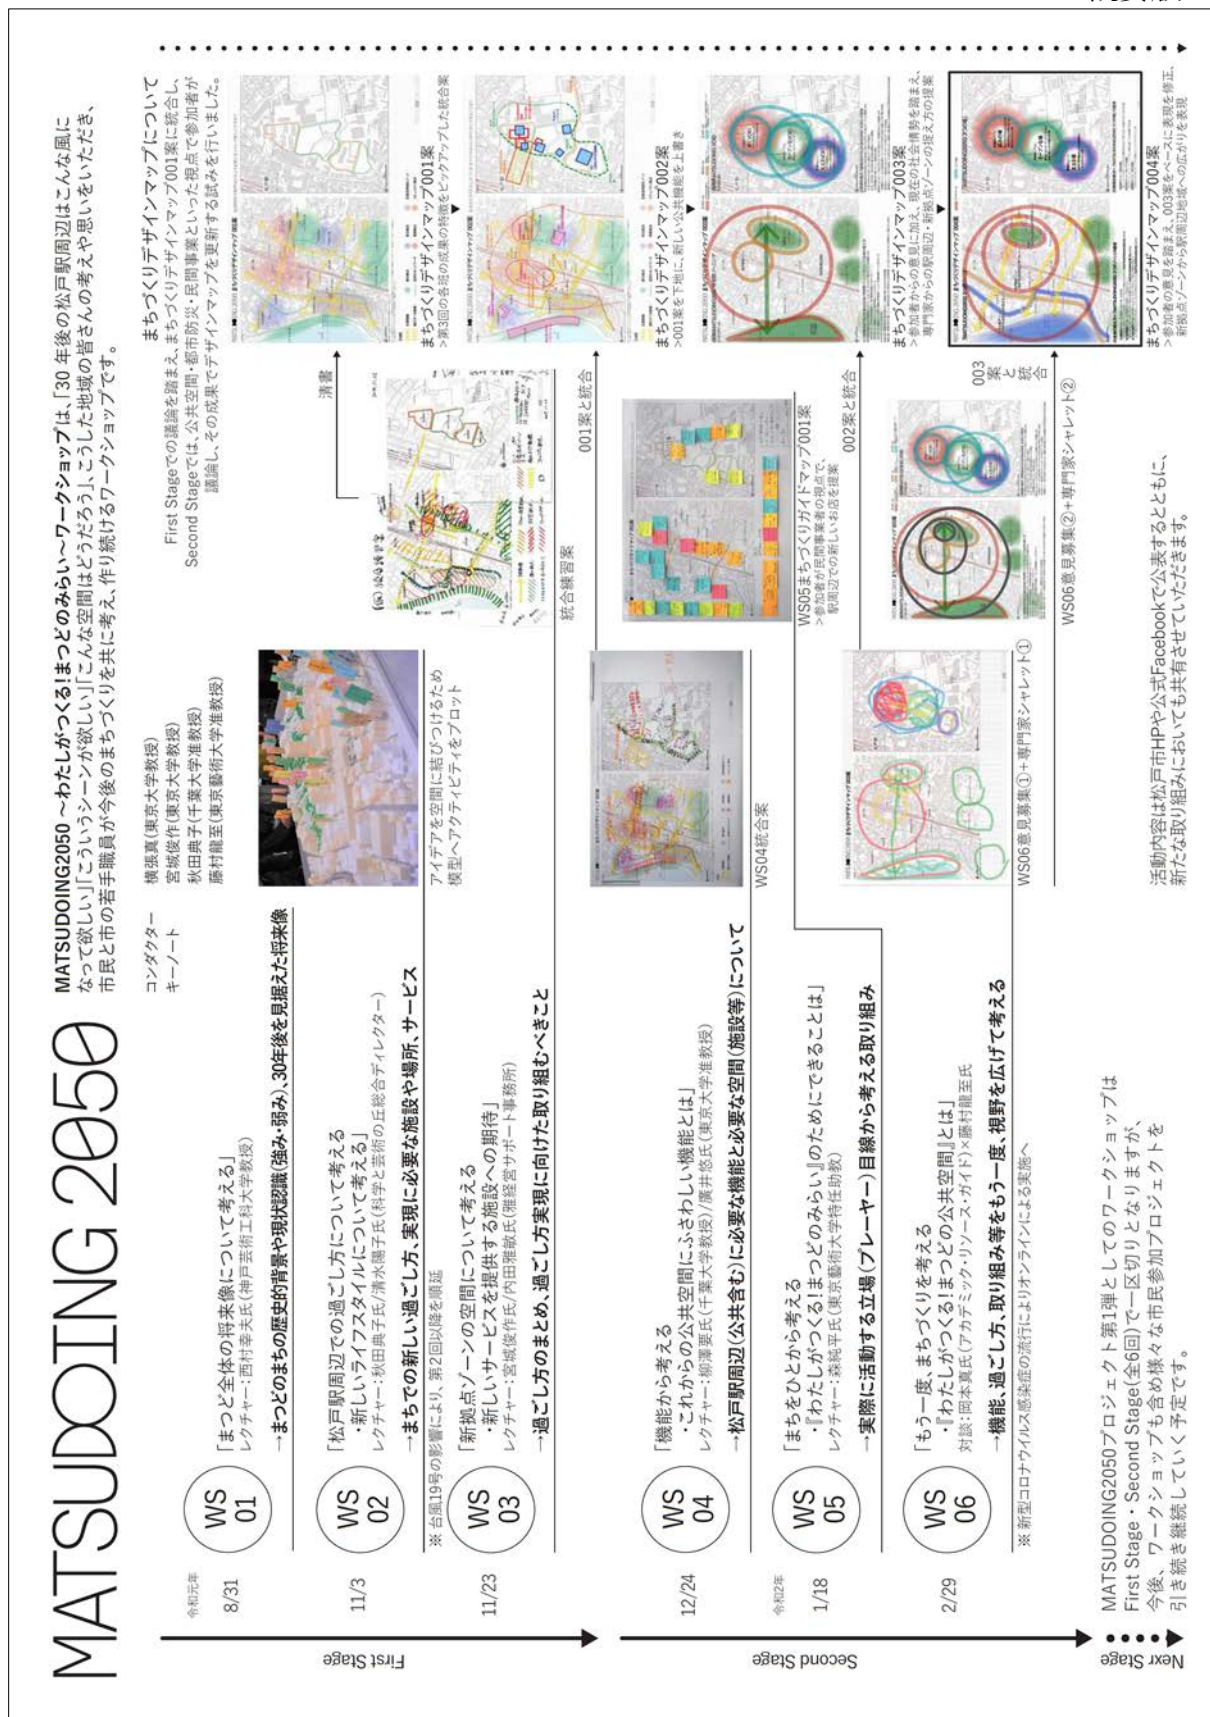 MATSUDOING 2050
MATSUDOING2050 ～わたしがつくる！まつどのみらい～ワークショップは、「30年後の松戸駅周辺はこんな風に
なって欲しい」「こういうシーンが欲しい」「こんな空間はどうだろう」、こうした地域の皆さんの考えや思いをいただき、
市民と市の若手職員が今後のまちづくりを共に考え、作り続けるワークショップです。
コンダクター
キーノート
横張真(東京大学教授)
宮城俊作(東京大学教授)
秋田典子(千葉大学准教授)
藤村龍至(東京藝術大学准教授)
まちづくりデザインマップについて
First Stageでの議論を踏まえ、まちづくりデザインマップ001案に統合し、
Second Stageでは、公共空間・都市防災・民間事業といった視点で参加者が
議論し、その成果でデザインマップを更新する試みを行いました。
First Stage
令和元年
8/31
WS
01
「まつど全体の将来像について考える」
レクチャー：西村幸夫氏(神戸芸術工科大学教授)
→まつどのまちの歴史的背景や現状認識(強み・弱み)、30年後を見据えた将来像
11/3
WS
02
「松戸駅周辺での過ごし方について考える
・新しいライフスタイルについて考える」
レクチャー：秋田典子氏/清水陽子氏(科学と芸術の丘総合ディレクター)
→まちでの新しい過ごし方、実現に必要な施設や場所、サービス
※台風19号の影響により、第2回以降を順延
11/23
WS
03
「新拠点ゾーンの空間について考える
・新しいサービスを提供する施設への期待」
レクチャー：宮城俊作氏/内田雅敏氏(雅経営サポート事務所)
→過ごし方のまとめ、過ごし方実現に向けた取り組むべきこと
アイデアを空間に結びつけるため
模型へアクティビティをプロット
統合練習案
清書
まちづくりデザインマップ001案
>第3回の各班の成果の特徴をピックアップした統合案
001案と統合
Second Stage
12/24
WS
04
「機能から考える
・これからの公共空間にふさわしい機能とは」
レクチャー：柳澤要氏(千葉大学教授)/廣井悠氏(東京大学准教授)
→松戸駅周辺(公共含む)に必要な機能と必要な空間(施設等)について
WS04統合案
まちづくりデザインマップ002案
>001案を下地に、新しい公共機能を上書き
令和2年
1/18
WS
05
「まちをひとから考える
・『わたしがつくる！まつどのみらい』のためにできることは」
レクチャー：森純平氏(東京藝術大学特任助教)
→実際に活動する立場(プレーヤー)目線から考える取り組み
WS05まちづくりガイドマップ001案
>参加者が民間事業者の視点で、
駅周辺での新しいお店を提案
002案と統合
まちづくりデザインマップ003案
>参加者からの意見に加え、現在の社会情勢を踏まえ、
専門家からの駅周辺・新拠点ゾーンの捉え方の提案
2/29
WS
06
「もう一度、まちづくりを考える
・『わたしがつくる！まつどの公共空間』とは」
対談：岡本真氏(アカデミック・リソース・ガイド)×藤村龍至氏
→機能、過ごし方、取り組み等をもう一度、視野を広げて考える
※新型コロナウイルス感染症の流行によりオンラインによる実施へ
WS06意見募集①+専門家シャレット①
WS06意見募集②+専門家シャレット②
003
案
と
統
合
まちづくりデザインマップ004案
>参加者の意見を踏まえ、003案をベースに表現を修正、
新拠点ゾーンから駅周辺地域への広がりを表現
Next Stage
MATSUDOING2050プロジェクト第1弾としてのワークショップは
First Stage・Second Stage(全6回)で一区切りとなりますが、
今後、ワークショップも含め様々な市民参加プロジェクトを
引き続き継続していく予定です。
活動内容は松戸市HPや公式Facebookで公表するとともに、
新たな取り組みにおいても共有させていただきます。